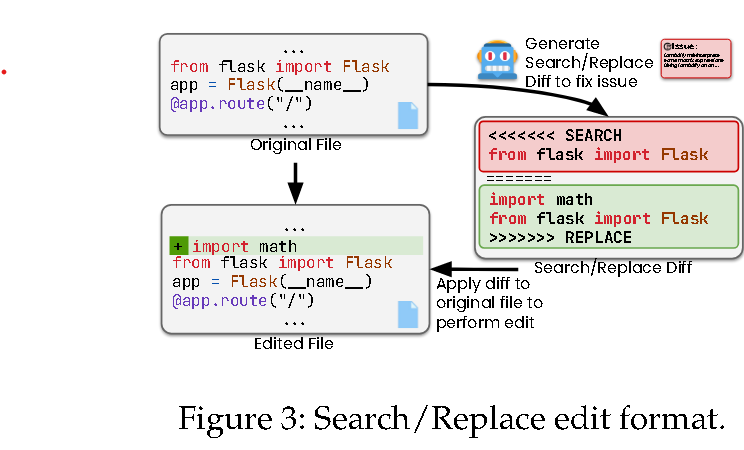 ...
from flask import Flask
app = Flask(__name__)
@app.route("/")
...
Original File
Generate
Search/Replace
Diff to fix issue
Issue:
<<<<<<< SEARCH
from flask import Flask
=======
import math
from flask import Flask
>>>>>>> REPLACE
Search/Replace Diff
Apply diff to
original file to
perform edit
...
+ import math
from flask import Flask
app = Flask(__name__)
@app.route("/")
...
Edited File
Figure 3: Search/Replace edit format.